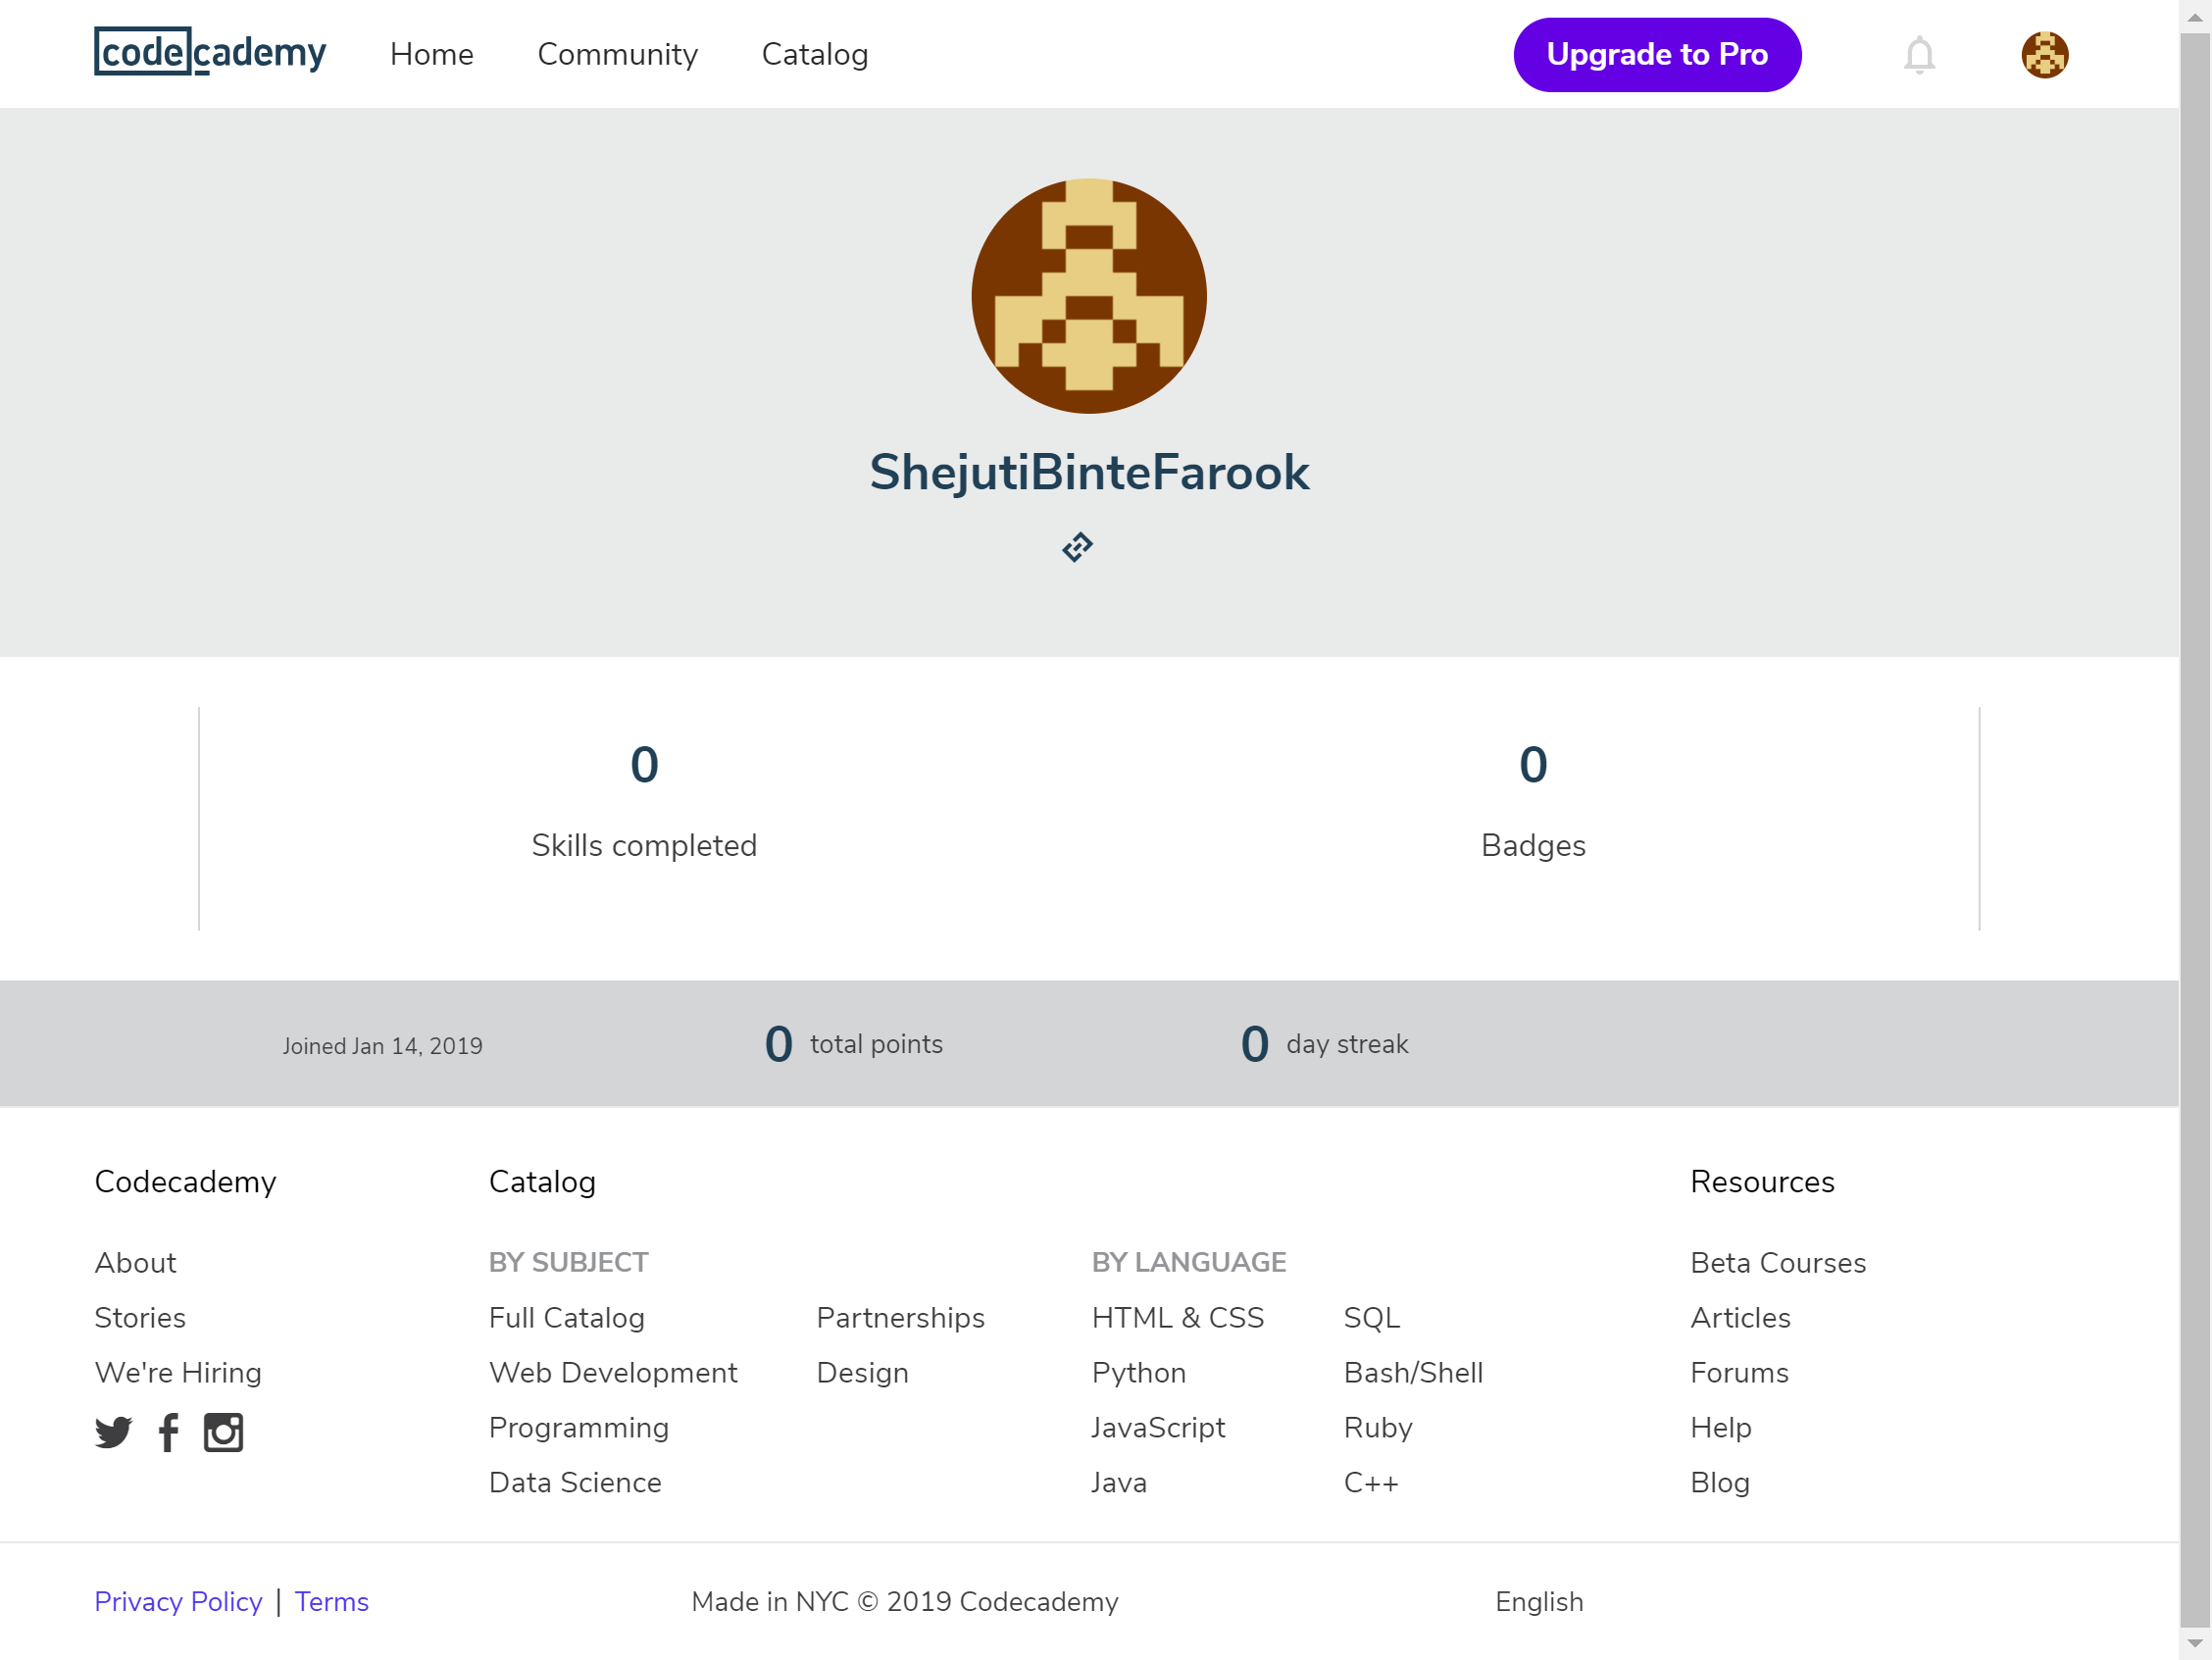 codecademy Home Community Catalog Upgrade to Pro
ShejutiBinteFarook
0
Skills completed
0
Badges
Joined Jan 14, 2019 0 total points 0 day streak
Codecademy
About
Stories
We're Hiring
Catalog
BY SUBJECT
Full Catalog
Web Development
Programming
Data Science
Partnerships
Design
BY LANGUAGE
HTML & CSS
Python
JavaScript
Java
SQL
Bash/Shell
Ruby
C++
Resources
Beta Courses
Articles
Forums
Help
Blog
Privacy Policy | Terms
Made in NYC © 2019 Codecademy
English